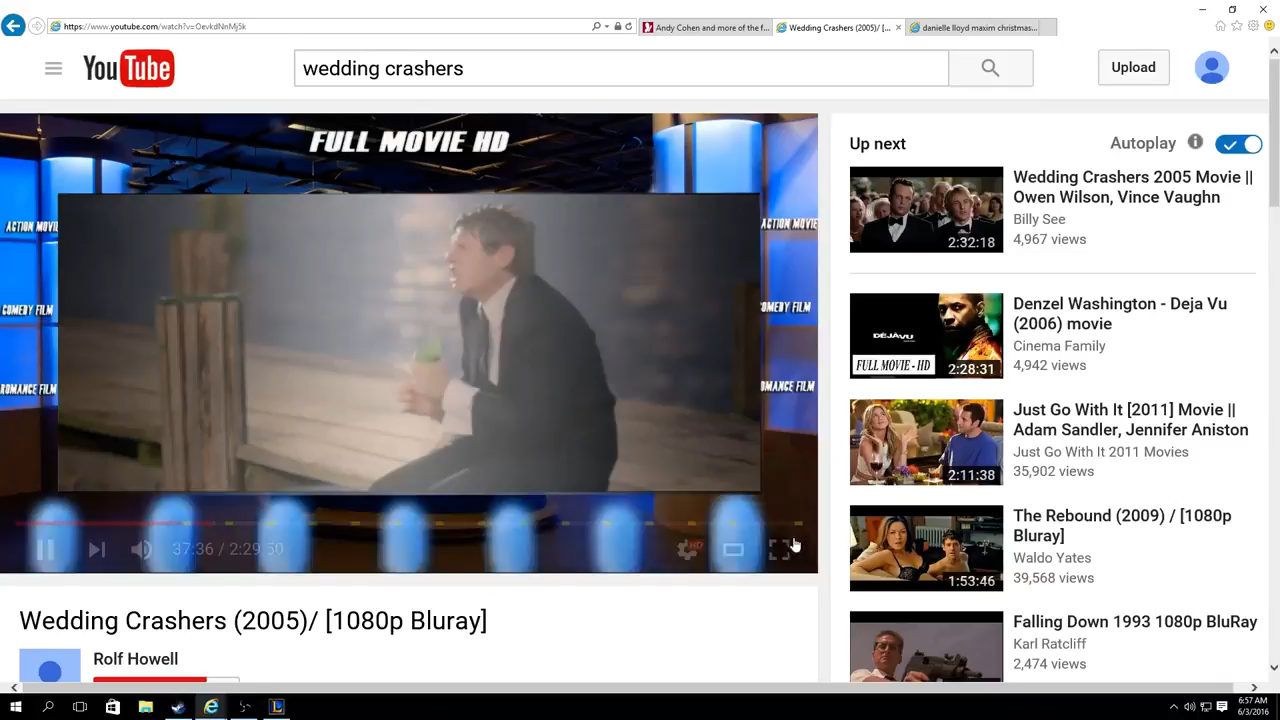 https://www.youtube.com/watch?v=OevkdNnMj5k
Andy Cohen and more of the f...
Wedding Crashers (2005)/ [...
danielle lloyd maxim christmas...
YouTube
wedding crashers
Upload
FULL MOVIE HD
ACTION MOVIE
ACTION MOVIE
COMEDY FILM
COMEDY FILM
ROMANCE FILM
ROMANCE FILM
37:36 / 2:29:50
HD
Wedding Crashers (2005)/ [1080p Bluray]
Rolf Howell
Up next
Autoplay
Wedding Crashers 2005 Movie ||
Owen Wilson, Vince Vaughn
Billy See
4,967 views
2:32:18
Denzel Washington - Deja Vu
(2006) movie
Cinema Family
4,942 views
DÉJÀ VU
FULL MOVIE - HD
2:28:31
Just Go With It [2011] Movie ||
Adam Sandler, Jennifer Aniston
Just Go With It 2011 Movies
35,902 views
2:11:38
The Rebound (2009) / [1080p
Bluray]
Waldo Yates
39,568 views
1:53:46
Falling Down 1993 1080p BluRay
Karl Ratcliff
2,474 views
6:57 AM
6/3/2016